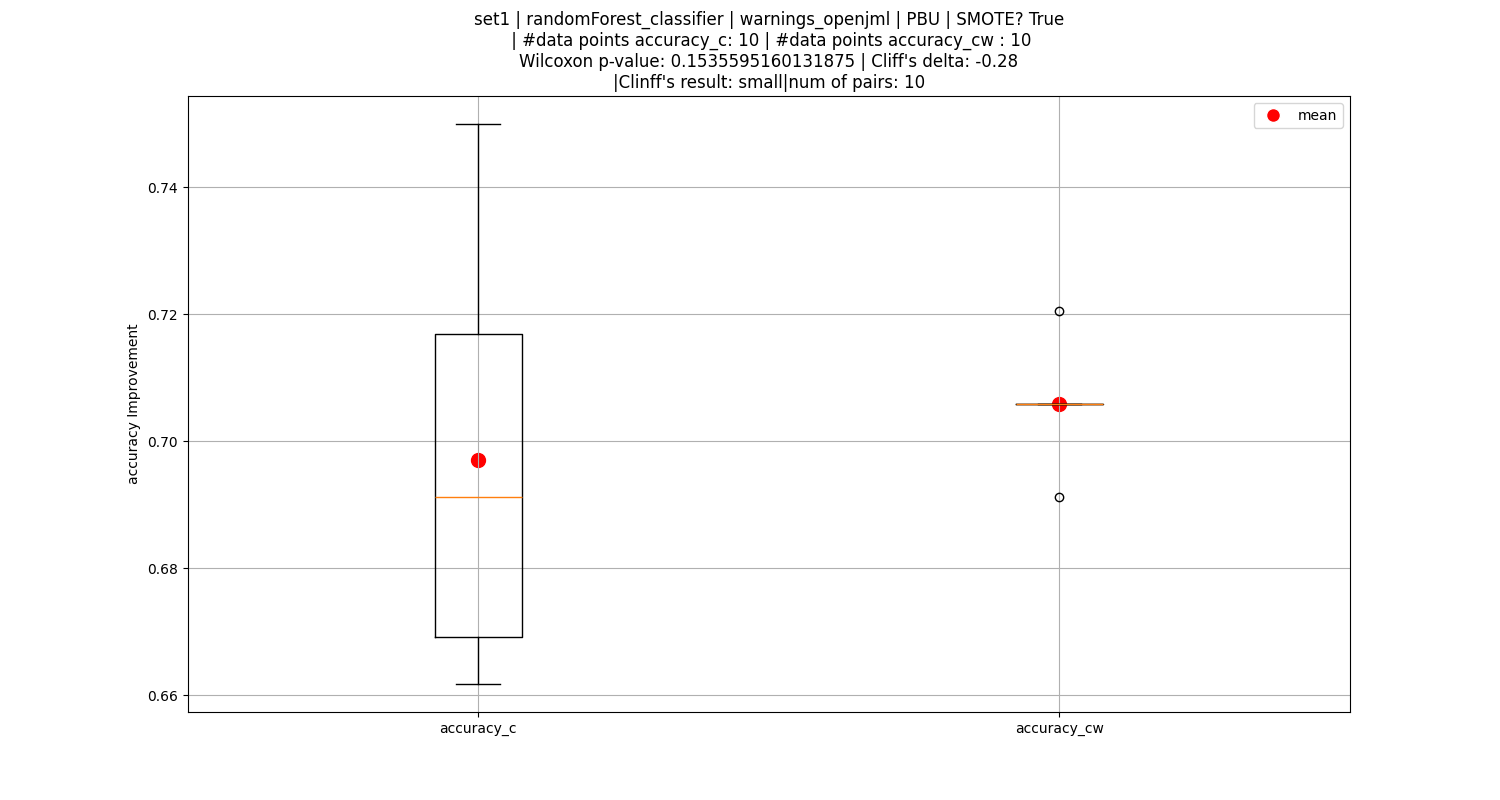 set1 | randomForest_classifier | warnings_openjml | PBU | SMOTE? True
| #data points accuracy_c: 10 | #data points accuracy_cw : 10
Wilcoxon p-value: 0.1535595160131875 | Cliff's delta: -0.28
|Clinff's result: small|num of pairs: 10
mean
0.74
0.72
0.70
0.68
0.66
accuracy Improvement
accuracy_c
accuracy_cw